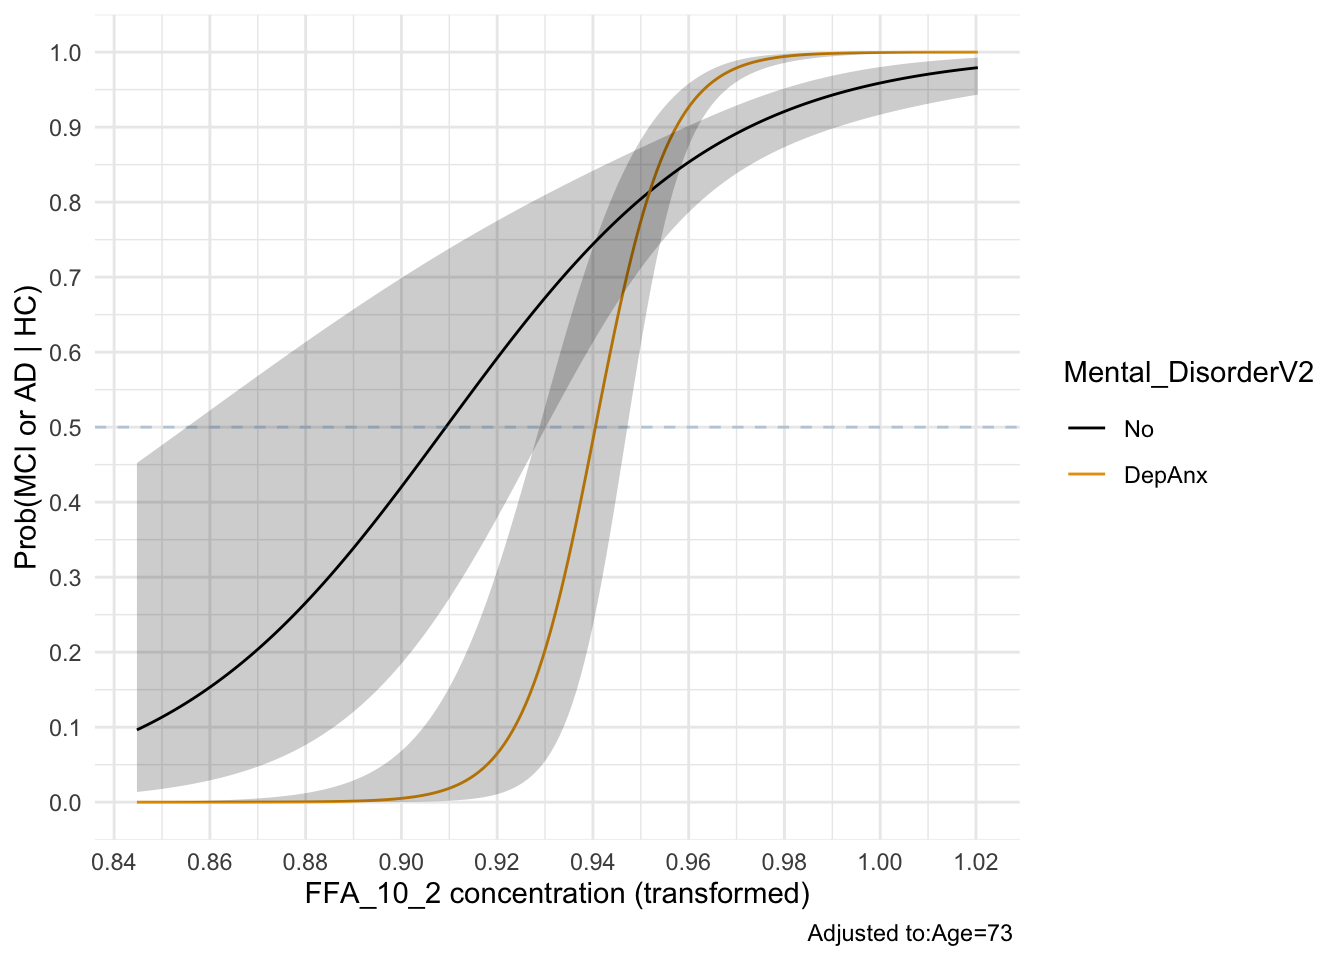 Prob(MCI or AD | HC)
1.0
0.9
0.8
0.7
0.6
0.5
0.4
0.3
0.2
0.1
0.0
0.84 0.86 0.88 0.90 0.92 0.94 0.96 0.98 1.00 1.02
FFA_10_2 concentration (transformed)
Adjusted to:Age=73
Mental_DisorderV2
No
DepAnx